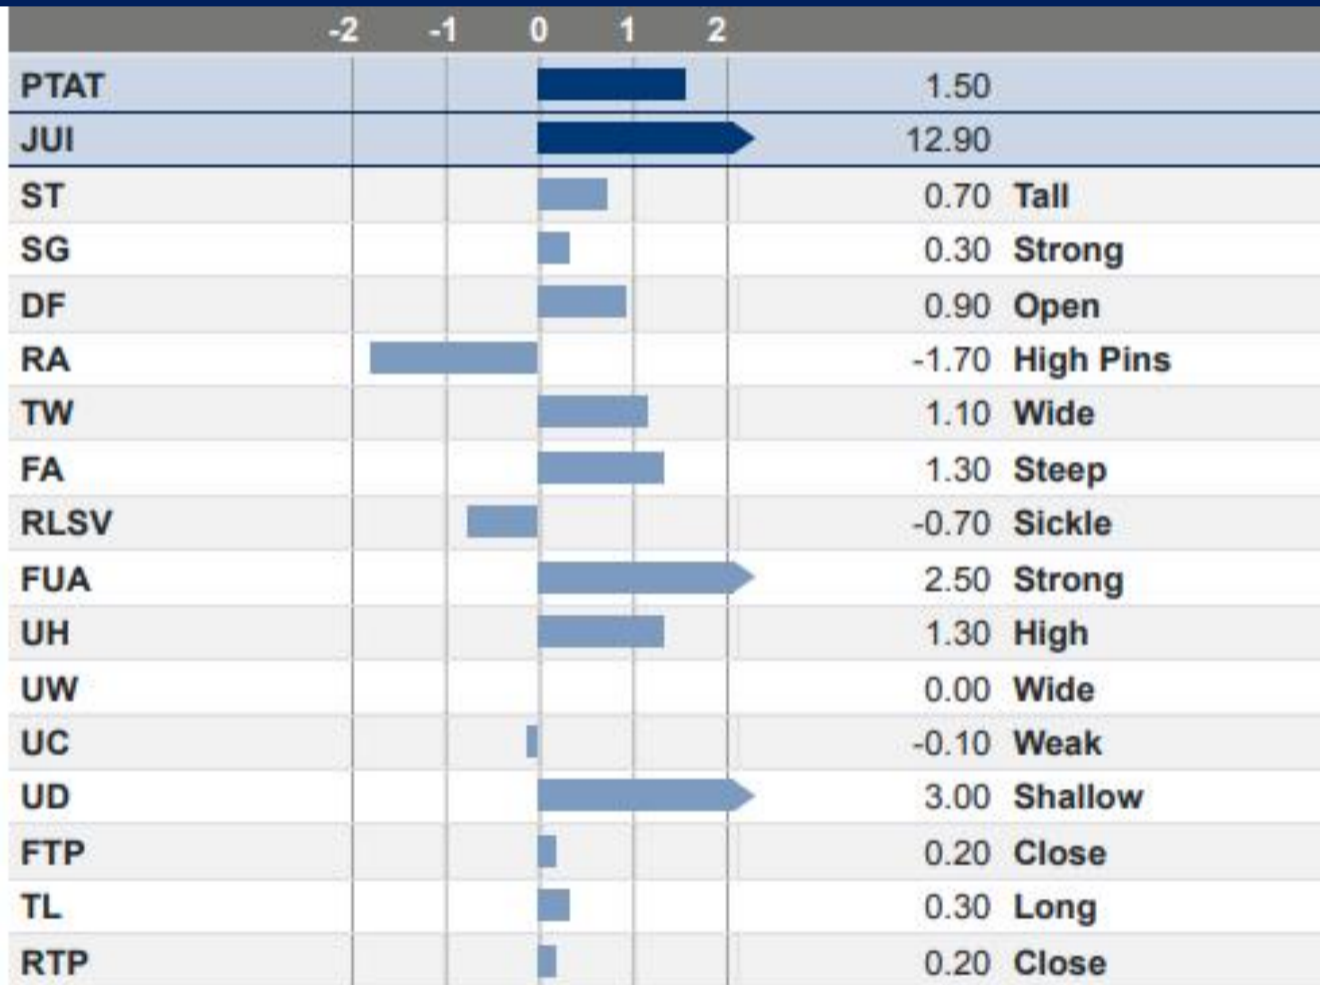 -2 -1 0 1 2
PTAT 1.50
JUI 12.90
ST 0.70 Tall
SG 0.30 Strong
DF 0.90 Open
RA -1.70 High Pins
TW 1.10 Wide
FA 1.30 Steep
RLSV -0.70 Sickle
FUA 2.50 Strong
UH 1.30 High
UW 0.00 Wide
UC -0.10 Weak
UD 3.00 Shallow
FTP 0.20 Close
TL 0.30 Long
RTP 0.20 Close